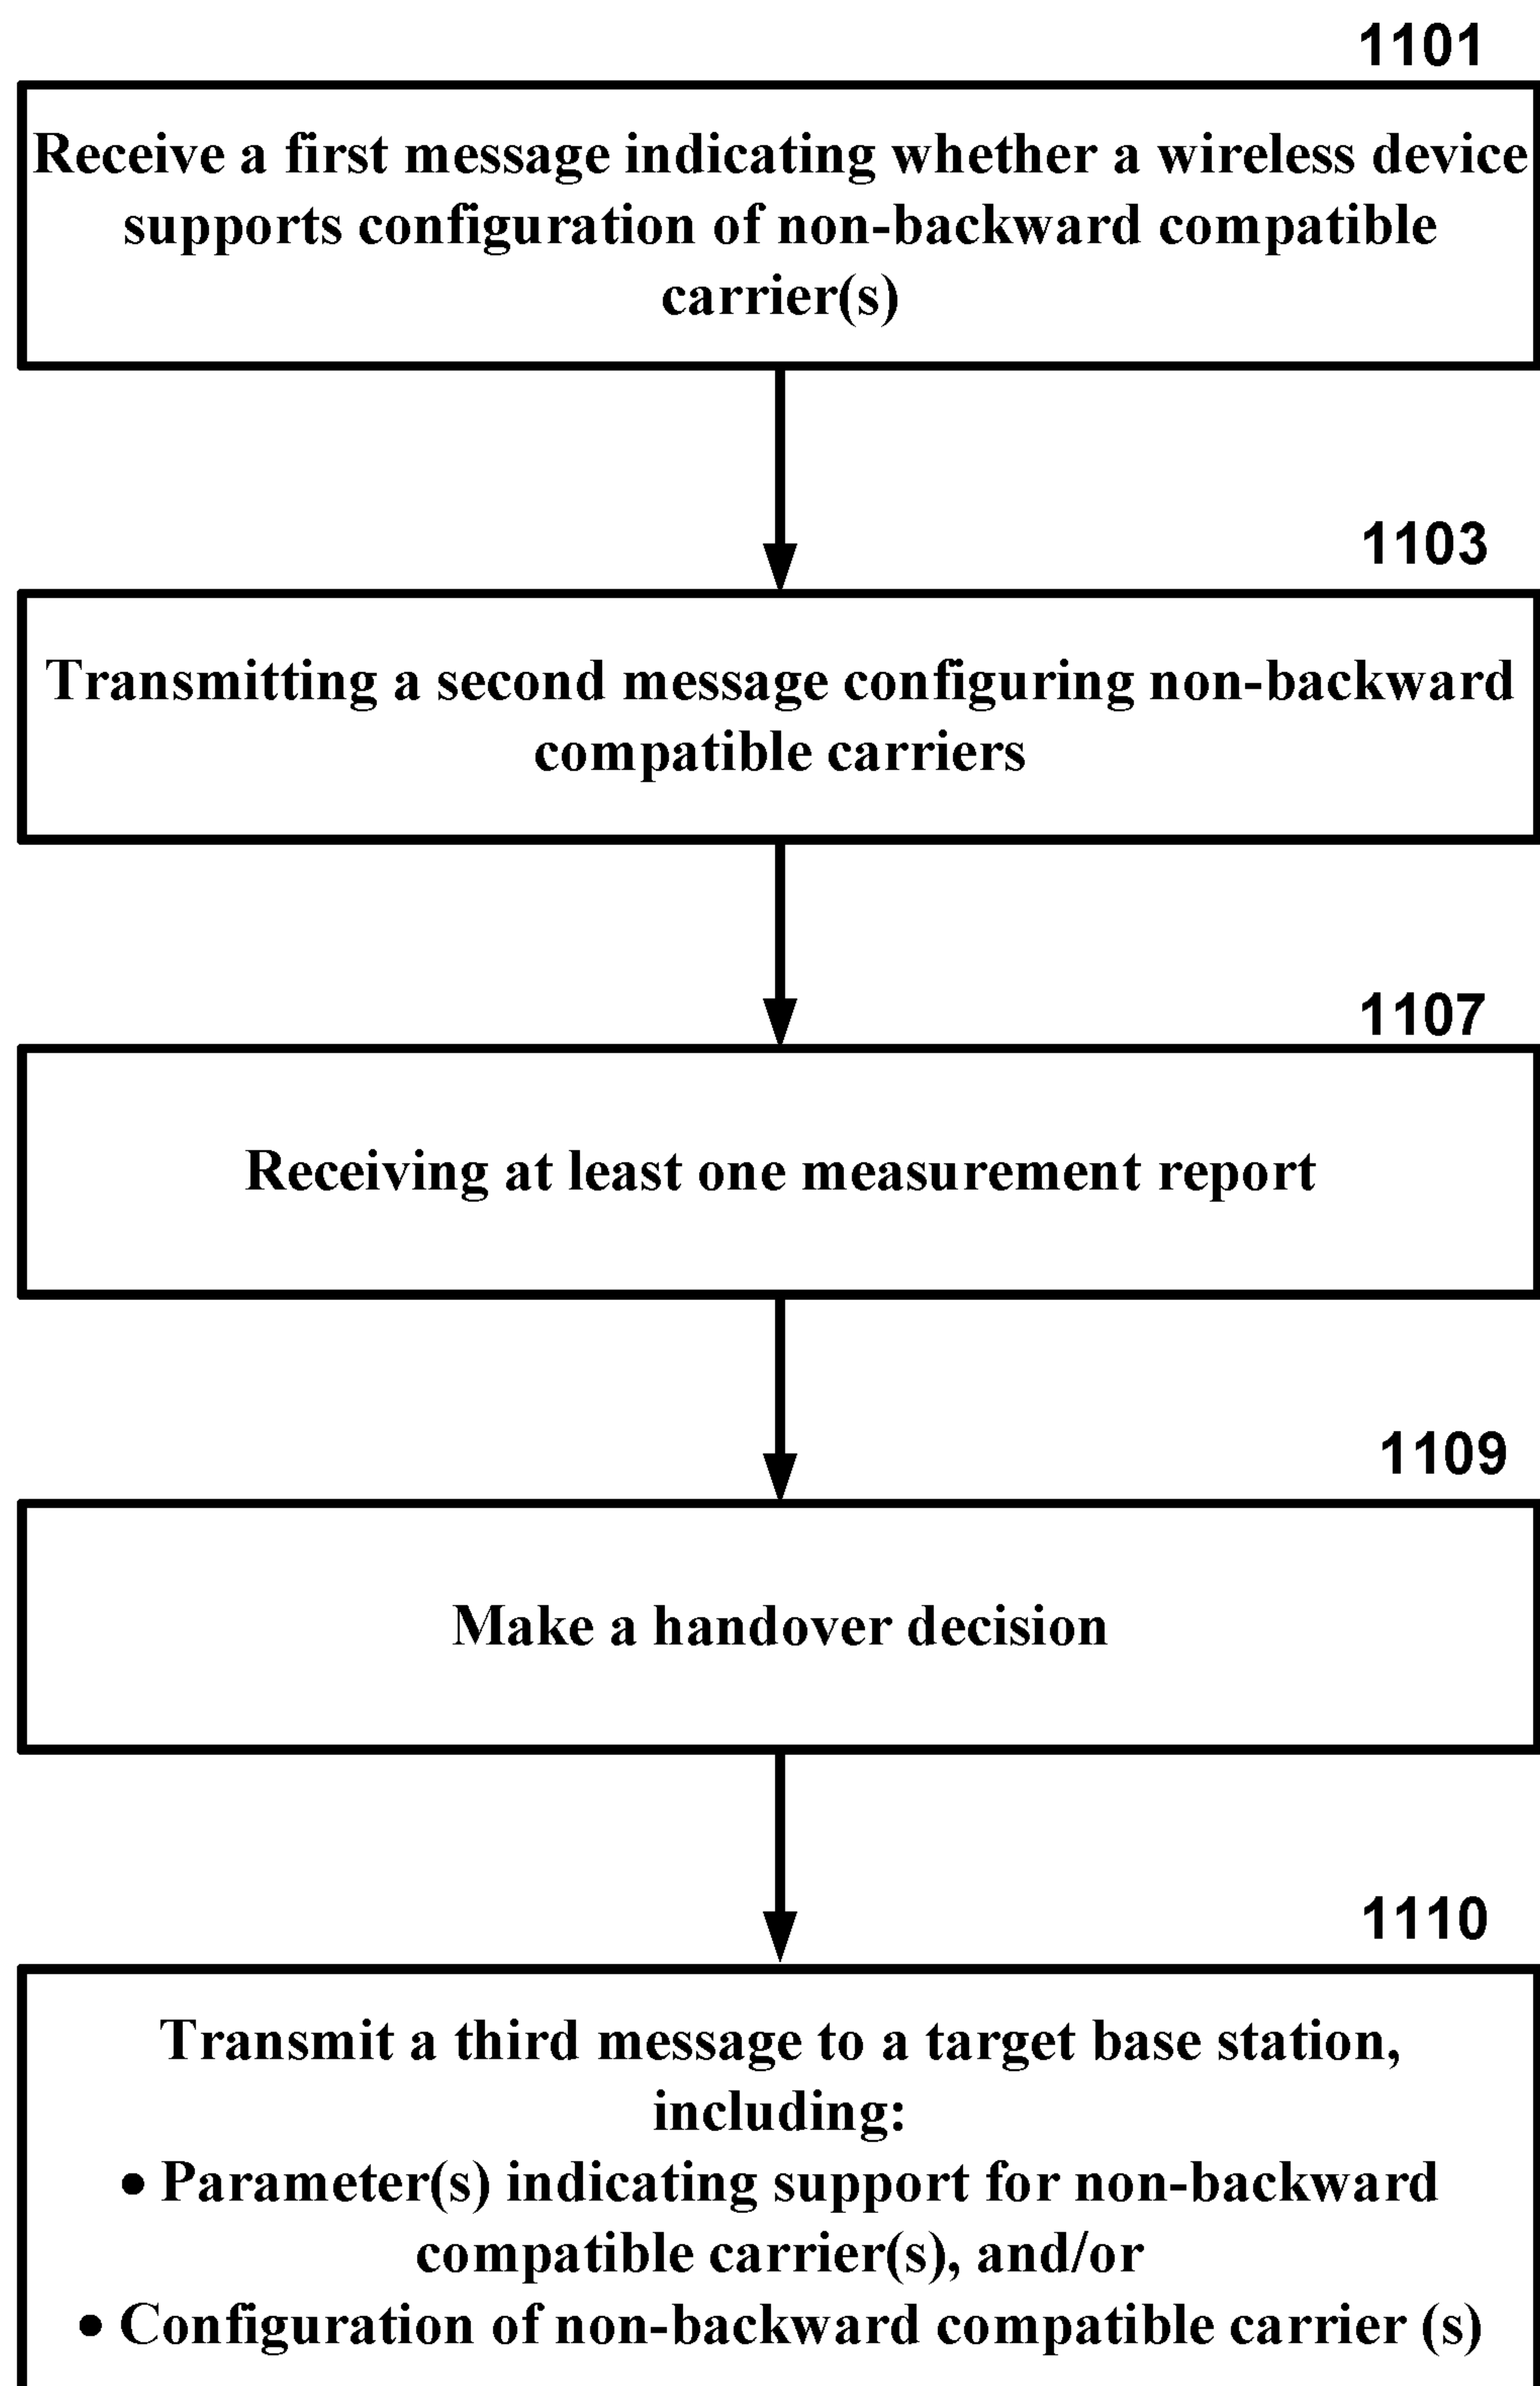 1101
Receive a first message indicating whether a wireless device
supports configuration of non-backward compatible
carrier(s)
1103
Transmitting a second message configuring non-backward
compatible carriers
1107
Receiving at least one measurement report
1109
Make a handover decision
1110
Transmit a third message to a target base station,
including:
• Parameter(s) indicating support for non-backward
compatible carrier(s), and/or
• Configuration of non-backward compatible carrier (s)